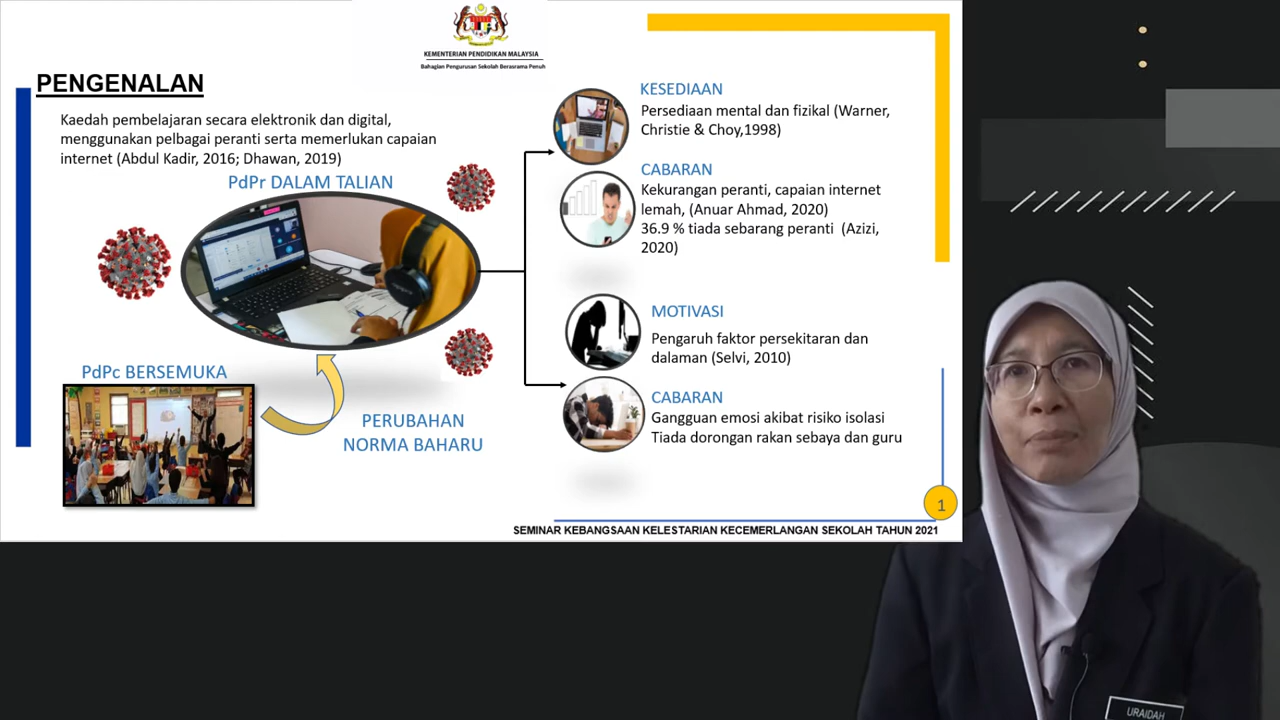 KEMENTERIAN PENDIDIKAN MALAYSIA
Bahagian Pengurusan Sekolah Berasrama Penuh
PENGENALAN
Kaedah pembelajaran secara elektronik dan digital,
menggunakan pelbagai peranti serta memerlukan capaian
internet (Abdul Kadir, 2016; Dhawan, 2019)
PdPr DALAM TALIAN
PdPc BERSEMUKA
PERUBAHAN
NORMA BAHARU
KESEDIAAN
Persediaan mental dan fizikal (Warner,
Christie & Choy,1998)
CABARAN
Kekurangan peranti, capaian internet
lemah, (Anuar Ahmad, 2020)
36.9 % tiada sebarang peranti (Azizi,
2020)
MOTIVASI
Pengaruh faktor persekitaran dan
dalaman (Selvi, 2010)
CABARAN
Gangguan emosi akibat risiko isolasi
Tiada dorongan rakan sebaya dan guru
1
SEMINAR KEBANGSAAN KELESTARIAN KECEMERLANGAN SEKOLAH TAHUN 2021
URAIDAH